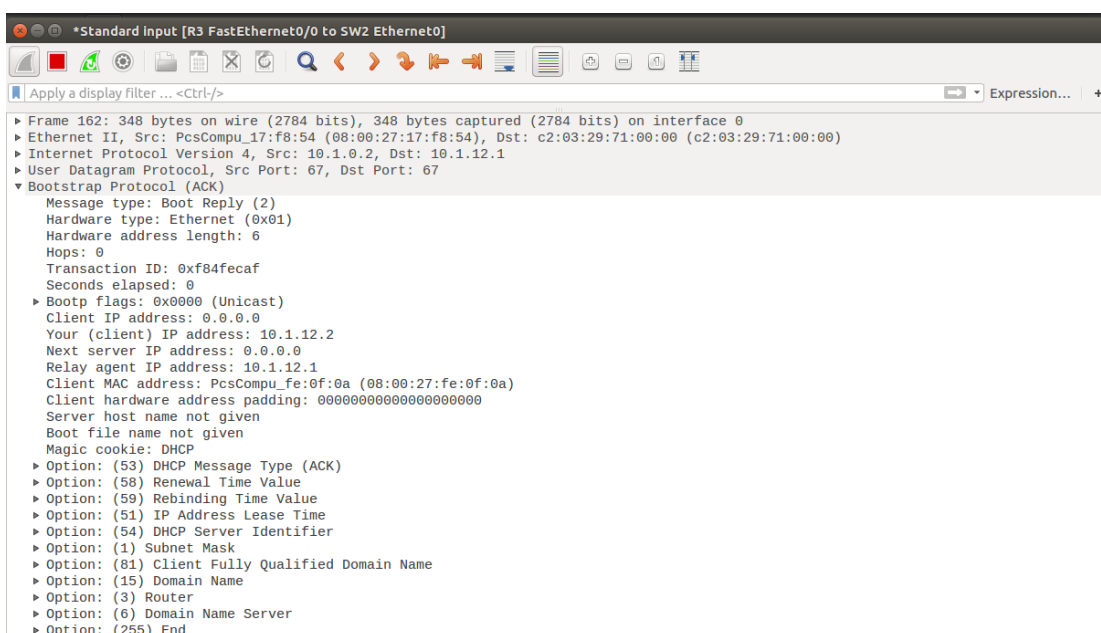 *Standard input [R3 FastEthernet0/0 to SW2 Ethernet0]
Apply a display filter … <Ctrl-/>
Expression…
+
Frame 162: 348 bytes on wire (2784 bits), 348 bytes captured (2784 bits) on interface 0
Ethernet II, Src: PcsCompu_17:f8:54 (08:00:27:17:f8:54), Dst: c2:03:29:71:00:00 (c2:03:29:71:00:00)
Internet Protocol Version 4, Src: 10.1.0.2, Dst: 10.1.12.1
User Datagram Protocol, Src Port: 67, Dst Port: 67
Bootstrap Protocol (ACK)
Message type: Boot Reply (2)
Hardware type: Ethernet (0x01)
Hardware address length: 6
Hops: 0
Transaction ID: 0xf84fecaf
Seconds elapsed: 0
Bootp flags: 0x0000 (Unicast)
Client IP address: 0.0.0.0
Your (client) IP address: 10.1.12.2
Next server IP address: 0.0.0.0
Relay agent IP address: 10.1.12.1
Client MAC address: PcsCompu_fe:0f:0a (08:00:27:fe:0f:0a)
Client hardware address padding: 00000000000000000000
Server host name not given
Boot file name not given
Magic cookie: DHCP
Option: (53) DHCP Message Type (ACK)
Option: (58) Renewal Time Value
Option: (59) Rebinding Time Value
Option: (51) IP Address Lease Time
Option: (54) DHCP Server Identifier
Option: (1) Subnet Mask
Option: (81) Client Fully Qualified Domain Name
Option: (15) Domain Name
Option: (3) Router
Option: (6) Domain Name Server
Option: (255) End